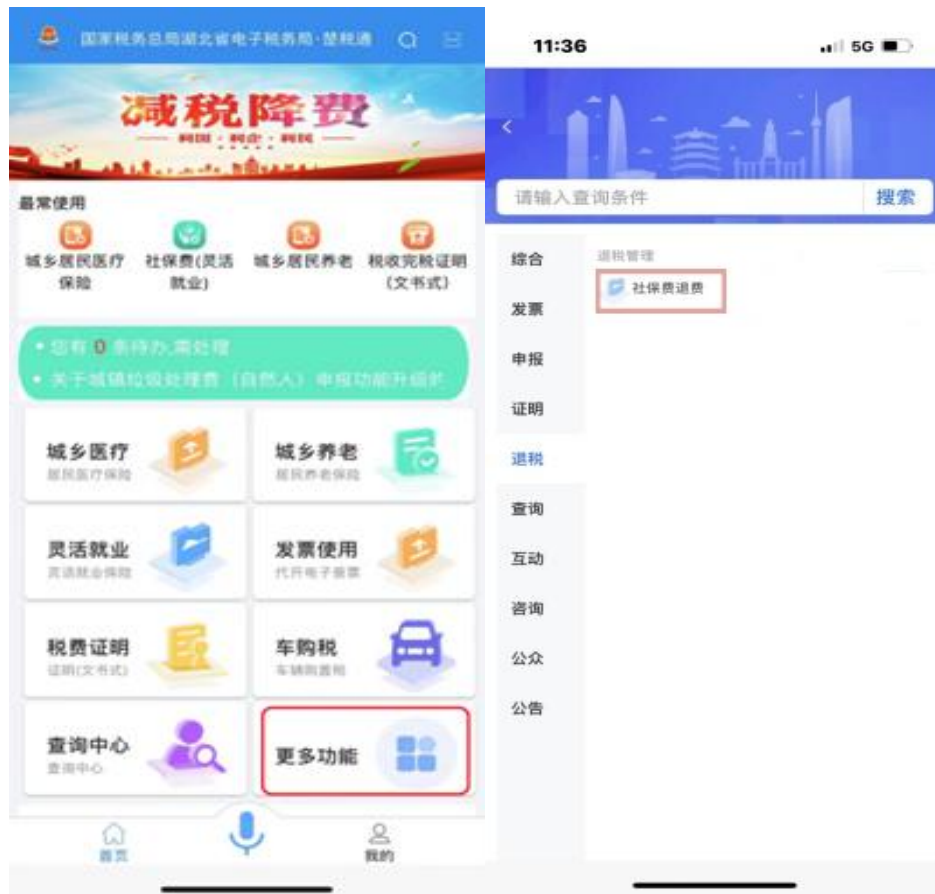 国家税务总局湖北省电子税务局·楚税通
减税降费
利国·利企·利民
最常使用
城乡居民医疗保险
社保费(灵活就业)
城乡居民养老
税收完税证明(文书式)
您有 0 条待办,需处理
关于城镇垃圾处理费(自然人)申报功能升级的
城乡医疗
居民医疗保险
城乡养老
居民养老保险
灵活就业
灵活就业保险
发票使用
代开电子普票
税费证明
证明(文书式)
车购税
车辆购置税
查询中心
查询中心
更多功能
首页
我的
11:36
5G
请输入查询条件
搜索
综合
发票
申报
证明
退税
查询
互动
咨询
公众
公告
退税管理
社保费退费